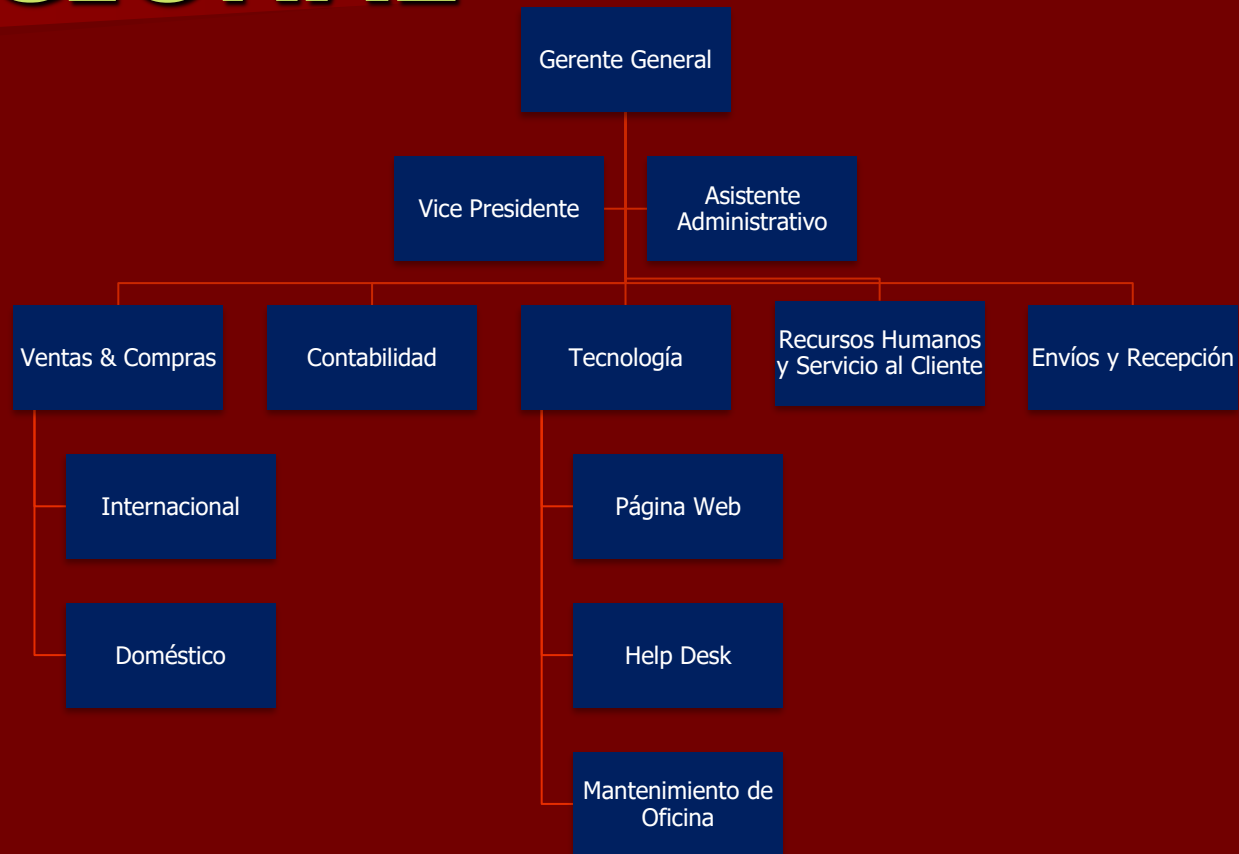 Gerente General
Vice Presidente
Asistente
Administrativo
Ventas & Compras
Contabilidad
Tecnología
Recursos Humanos
y Servicio al Cliente
Envíos y Recepción
Internacional
Página Web
Doméstico
Help Desk
Mantenimiento de
Oficina